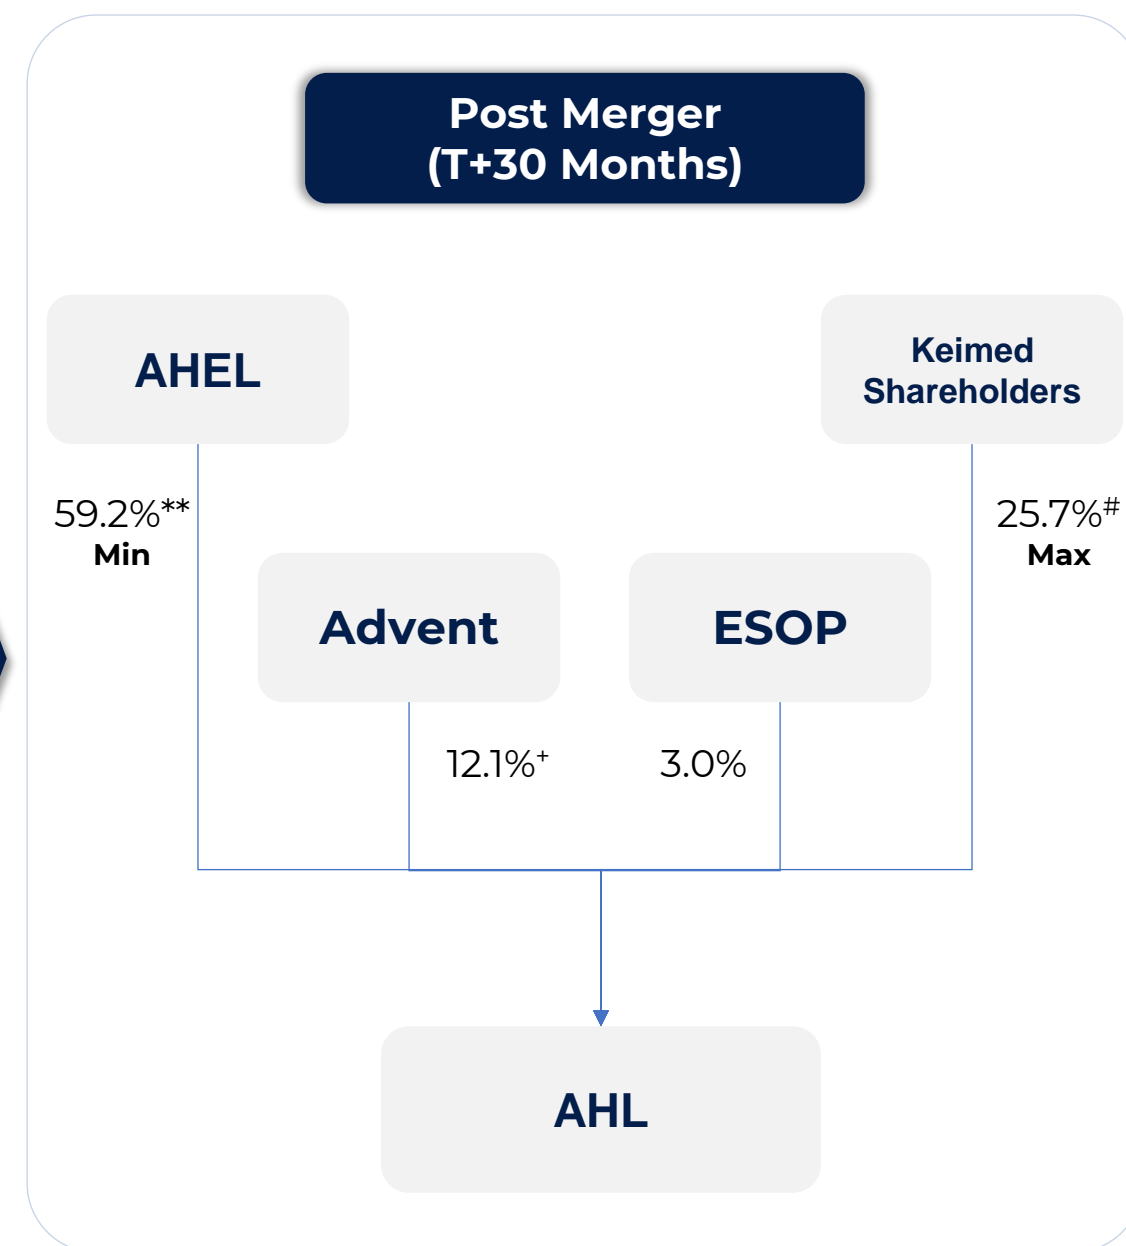 Post Merger
(T+30 Months)
AHEL
Keimed
Shareholders
59.2%**
Min
25.7%#
Max
Advent
ESOP
12.1%+
3.0%
AHL